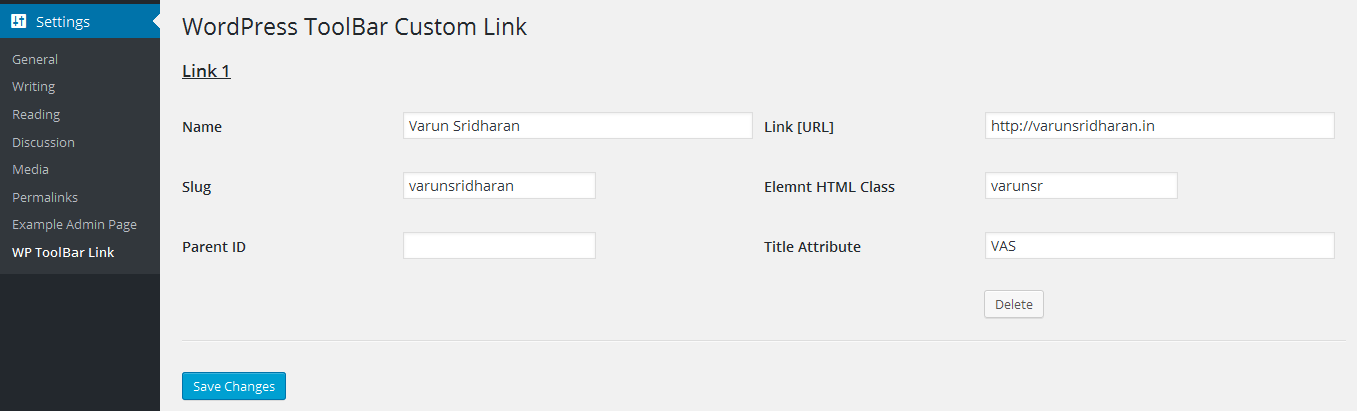 Settings
General
Writing
Reading
Discussion
Media
Permalinks
Example Admin Page
WP ToolBar Link
WordPress ToolBar Custom Link
Link 1
Name Varun Sridharan Link [URL] http://varunsridharan.in
Slug varunsridharan Elemnt HTML Class varunsr
Parent ID Title Attribute VAS
Delete
Save Changes